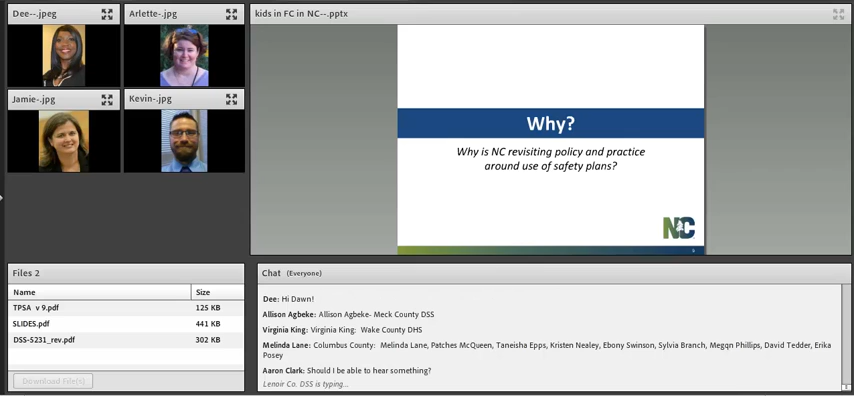 Dee--.jpeg
Arlette-.jpg
Jamie-.jpg
Kevin-.jpg
kids in FC in NC--.pptx
Why?
Why is NC revisiting policy and practice
around use of safety plans?
NC
Files 2
Name Size
TPSA v 9.pdf 125 KB
SLIDES.pdf 441 KB
DSS-5231_rev.pdf 302 KB
Download File(s)
Chat (Everyone)
Dee: Hi Dawn!
Allison Agbeke: Allison Agbeke- Meck County DSS
Virginia King: Virginia King: Wake County DHS
Melinda Lane: Columbus County: Melinda Lane, Patches McQueen, Taneisha Epps, Kristen Nealey, Ebony Swinson, Sylvia Branch, Megqn Phillips, David Tedder, Erika
Posey
Aaron Clark: Should I be able to hear something?
Lenoir Co. DSS is typing...